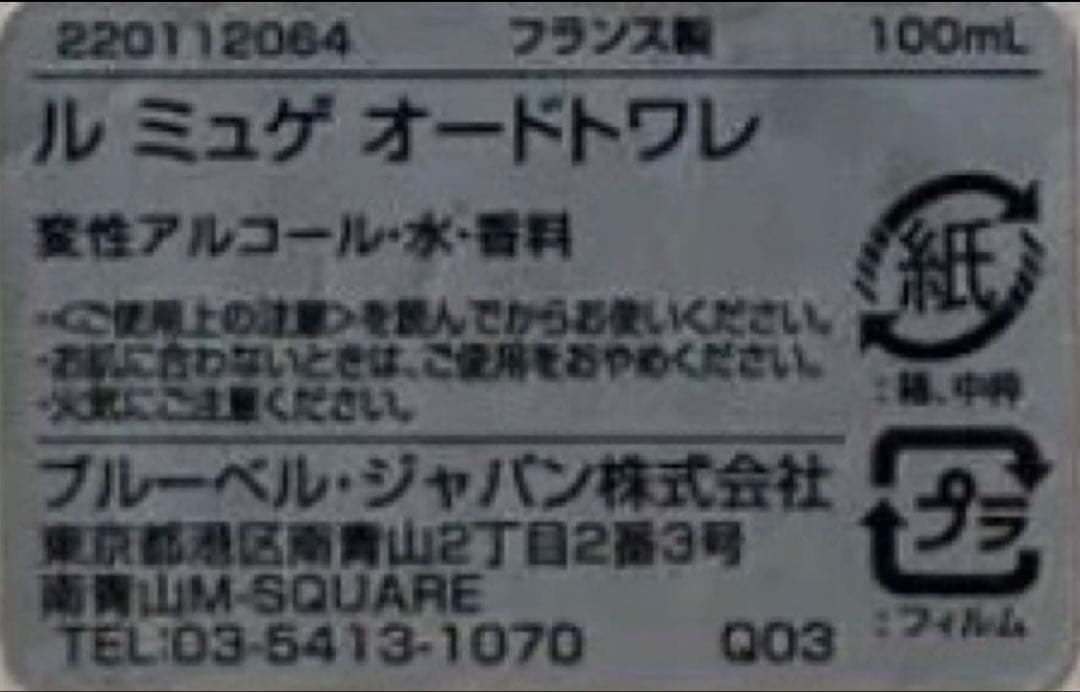 220112064 フランス製 100mL
ル ミュゲ オードトワレ
変性アルコール・水・香料
・<ご使用上の注意>を読んでからお使いください。
・お肌に合わないときは、ご使用をおやめください。
・火気にご注意ください。
紙
:箱、中枠
ブルーベル・ジャパン株式会社
東京都港区南青山2丁目2番3号
南青山M-SQUARE
TEL:03-5413-1070 Q03
プラ
:フィルム